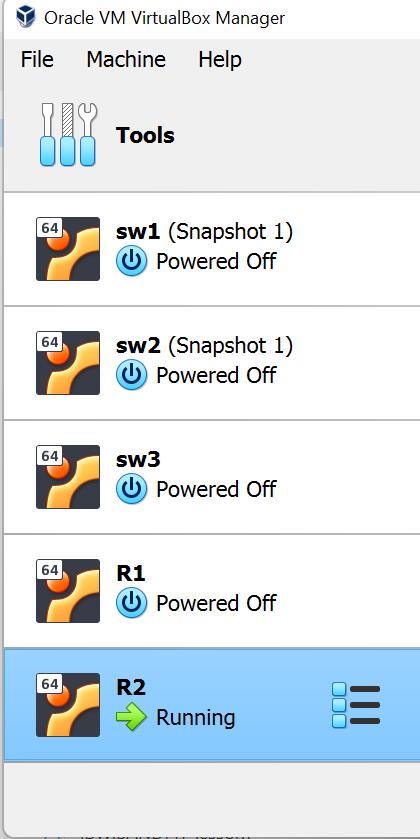 Oracle VM VirtualBox Manager
File Machine Help
Tools
64
sw1 (Snapshot 1)
Powered Off
64
sw2 (Snapshot 1)
Powered Off
64
sw3
Powered Off
64
R1
Powered Off
64
R2
Running